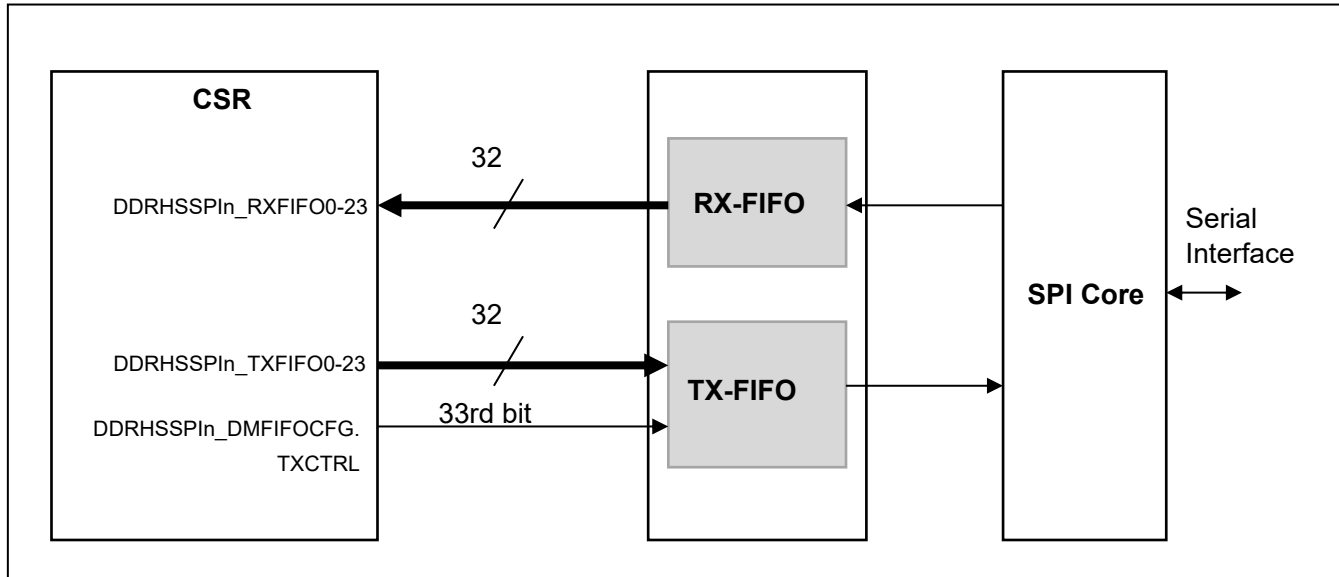 CSR
32
DDRHSSPIn_RXFIFO0-23
RX-FIFO
Serial
Interface
SPI Core
32
DDRHSSPIn_TXFIFO0-23
TX-FIFO
33rd bit
DDRHSSPIn_DMFIFOCFG.
TXCTRL